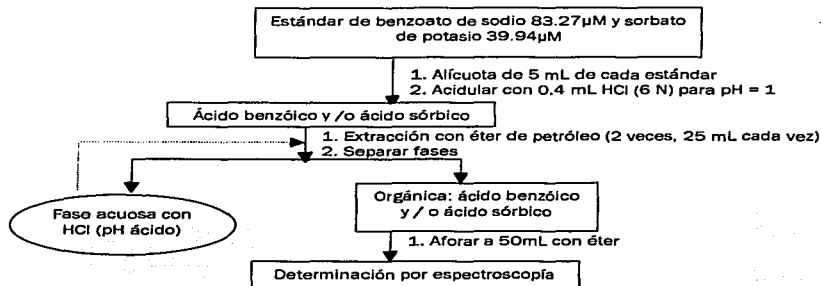 Estándar de benzoato de sodio 83.27µM y sorbato
de potasio 39.94µM
1. Alícuota de 5 mL de cada estándar
2. Acidular con 0.4 mL HCl (6 N) para pH = 1
Ácido benzóico y /o ácido sórbico
1. Extracción con éter de petróleo (2 veces, 25 mL cada vez)
2. Separar fases
Fase acuosa con
HCl (pH ácido)
Orgánica: ácido benzóico
y / o ácido sórbico
1. Aforar a 50mL con éter
Determinación por espectroscopía